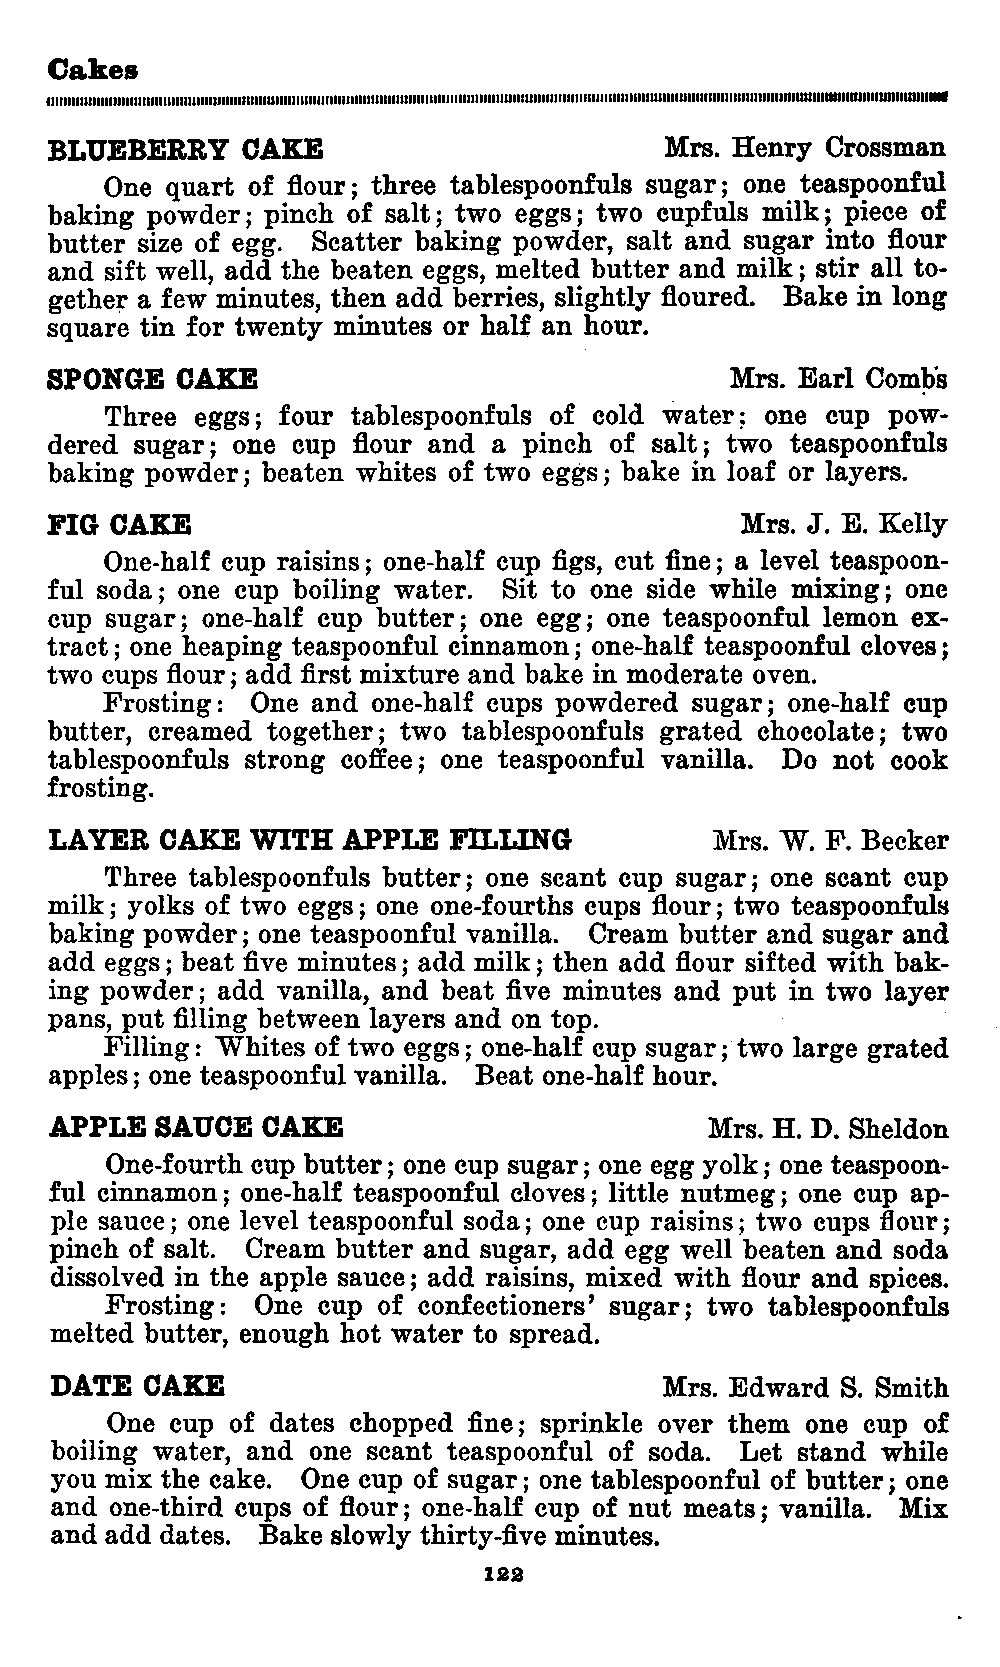 Cakes
BLUEBERRY CAKE Mrs. Henry Crossman
One quart of flour; three tablespoonfuls sugar; one teaspoonful
baking powder; pinch of salt; two eggs; two cupfuls milk; piece of
butter size of egg. Scatter baking powder, salt and sugar into flour
and sift well, add the beaten eggs, melted butter and milk; stir all to-
gether a few minutes, then add berries, slightly floured. Bake in long
square tin for twenty minutes or half an hour.
SPONGE CAKE Mrs. Earl Combs
Three eggs; four tablespoonfuls of cold water; one cup pow-
dered sugar; one cup flour and a pinch of salt; two teaspoonfuls
baking powder; beaten whites of two eggs; bake in loaf or layers.
FIG CAKE Mrs. J. E. Kelly
One-half cup raisins; one-half cup figs, cut fine; a level teaspoon-
ful soda; one cup boiling water. Sit to one side while mixing; one
cup sugar; one-half cup butter; one egg; one teaspoonful lemon ex-
tract; one heaping teaspoonful cinnamon; one-half teaspoonful cloves;
two cups flour; add first mixture and bake in moderate oven.
Frosting: One and one-half cups powdered sugar; one-half cup
butter, creamed together; two tablespoonfuls grated chocolate; two
tablespoonfuls strong coffee; one teaspoonful vanilla. Do not cook
frosting.
LAYER CAKE WITH APPLE FILLING Mrs. W. F. Becker
Three tablespoonfuls butter; one scant cup sugar; one scant cup
milk; yolks of two eggs; one one-fourths cups flour; two teaspoonfuls
baking powder; one teaspoonful vanilla. Cream butter and sugar and
add eggs; beat five minutes; add milk; then add flour sifted with bak-
ing powder; add vanilla, and beat five minutes and put in two layer
pans, put filling between layers and on top.
Filling: Whites of two eggs; one-half cup sugar; two large grated
apples; one teaspoonful vanilla. Beat one-half hour.
APPLE SAUCE CAKE Mrs. H. D. Sheldon
One-fourth cup butter; one cup sugar; one egg yolk; one teaspoon-
ful cinnamon; one-half teaspoonful cloves; little nutmeg; one cup ap-
ple sauce; one level teaspoonful soda; one cup raisins; two cups flour;
pinch of salt. Cream butter and sugar, add egg well beaten and soda
dissolved in the apple sauce; add raisins, mixed with flour and spices.
Frosting: One cup of confectioners' sugar; two tablespoonfuls
melted butter, enough hot water to spread.
DATE CAKE Mrs. Edward S. Smith
One cup of dates chopped fine; sprinkle over them one cup of
boiling water, and one scant teaspoonful of soda. Let stand while
you mix the cake. One cup of sugar; one tablespoonful of butter; one
and one-third cups of flour; one-half cup of nut meats; vanilla. Mix
and add dates. Bake slowly thirty-five minutes.
122